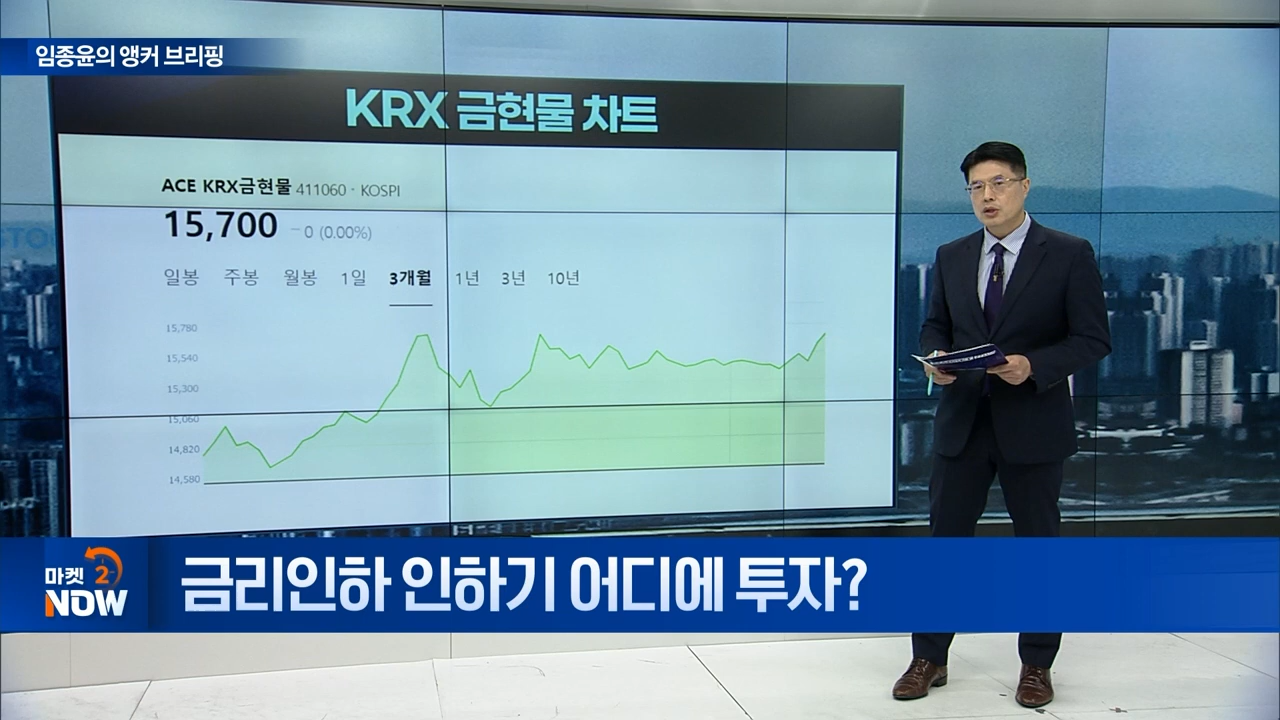 임종윤의 앵커 브리핑
KRX 금현물 차트
ACE KRX금현물 411060 · KOSPI
15,700 – 0 (0.00%)
일봉 주봉 월봉 1일 3개월 1년 3년 10년
15,780
15,540
15,300
15,060
14,820
14,580
STO
마켓 2
NOW
금리인하 인하기 어디에 투자?